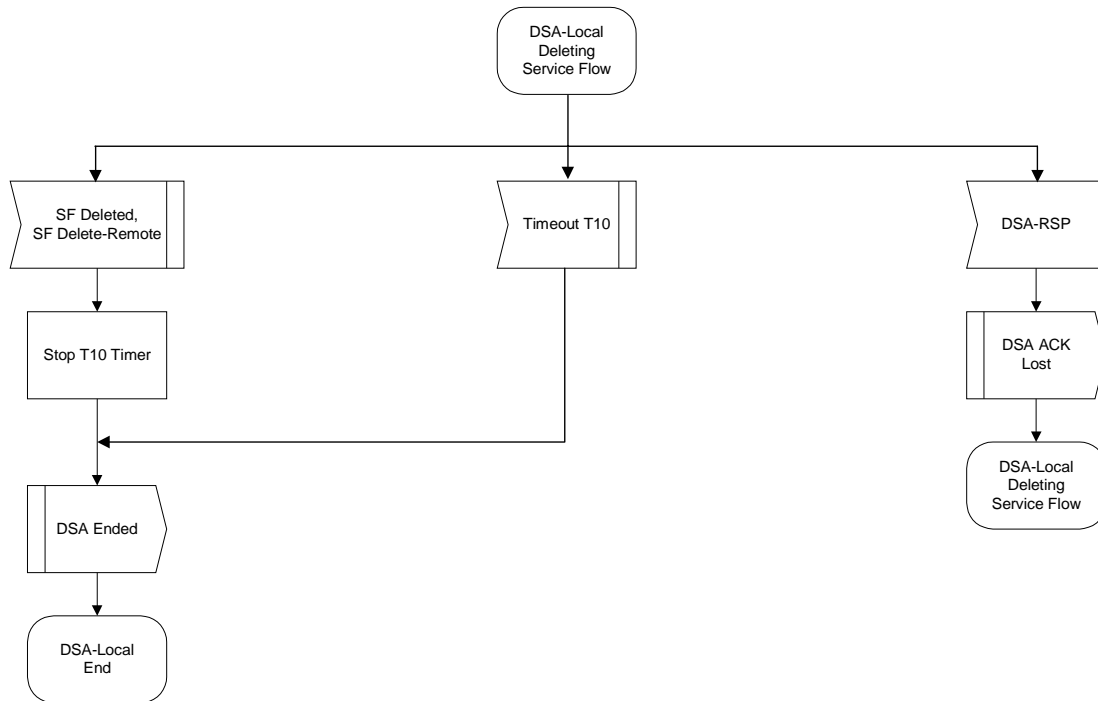 DSA-Local
Deleting
Service Flow
SF Deleted,
SF Delete-Remote
Timeout T10
DSA-RSP
Stop T10 Timer
DSA ACK
Lost
DSA-Local
Deleting
Service Flow
DSA Ended
DSA-Local
End